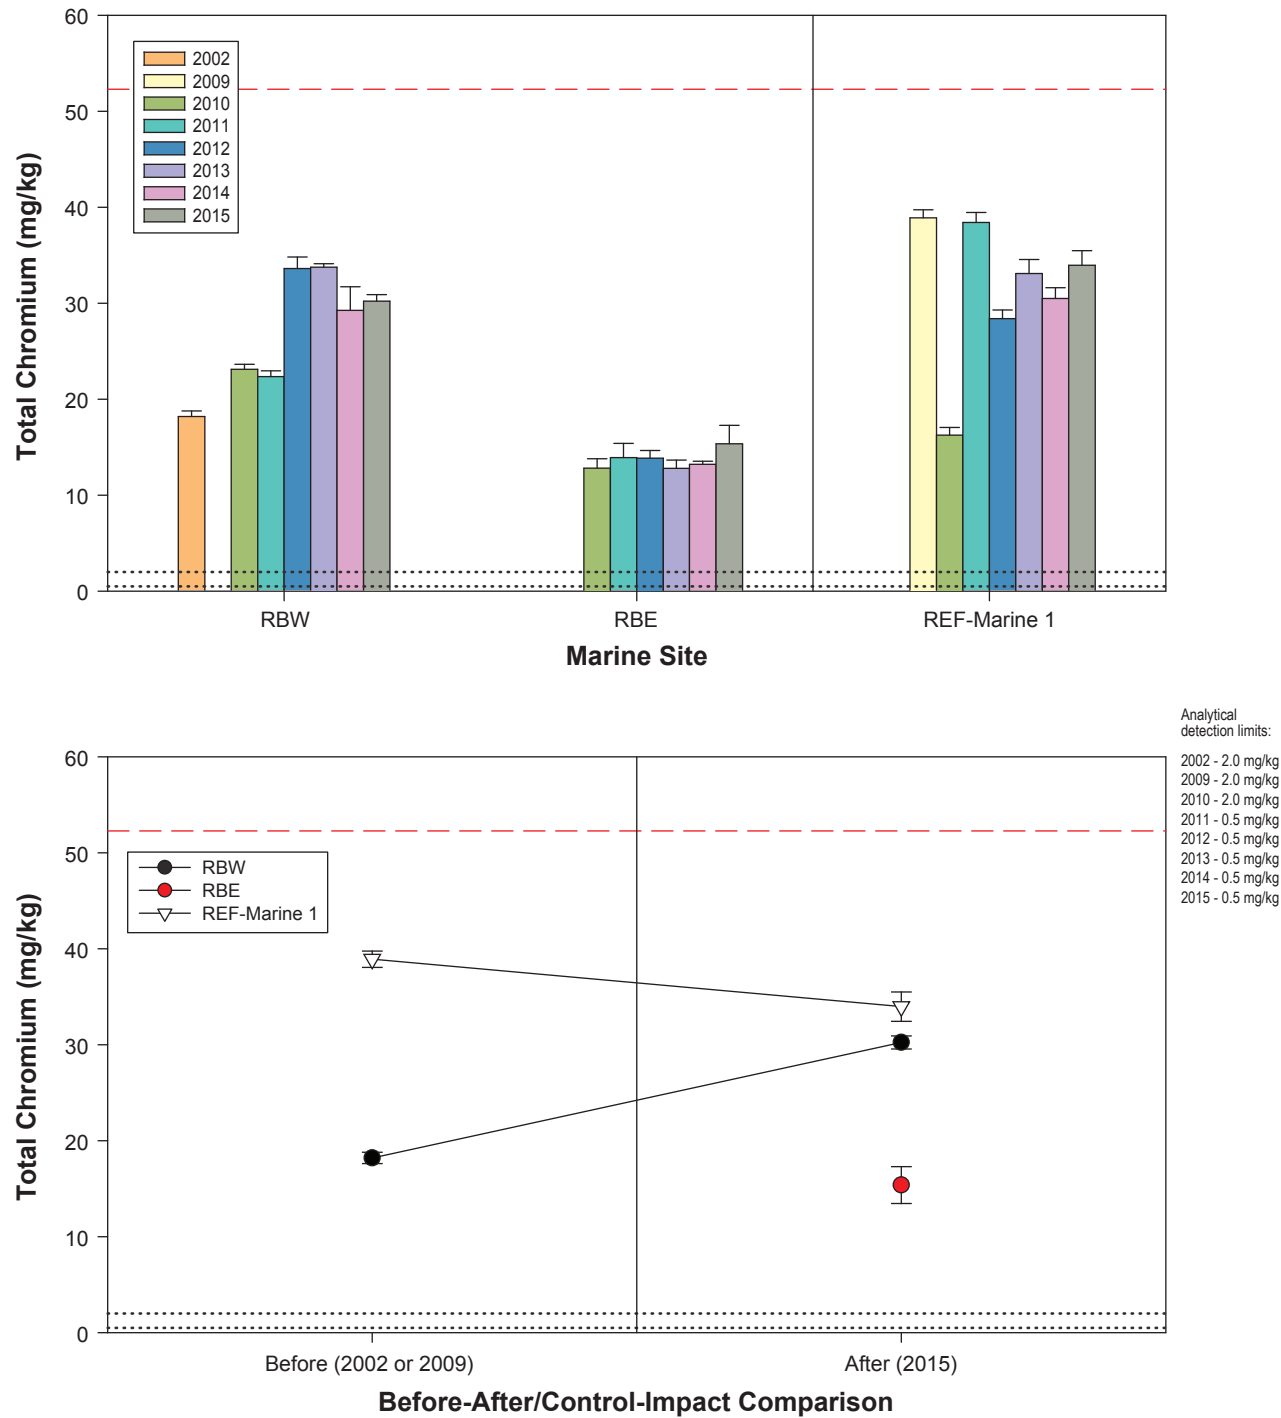 60
50
40
30
20
10
0
Total Chromium (mg/kg)
2002
2009
2010
2011
2012
2013
2014
2015
RBW
RBE
REF-Marine 1
Marine Site
Analytical
detection limits:
2002 - 2.0 mg/kg
2009 - 2.0 mg/kg
2010 - 2.0 mg/kg
2011 - 0.5 mg/kg
2012 - 0.5 mg/kg
2013 - 0.5 mg/kg
2014 - 0.5 mg/kg
2015 - 0.5 mg/kg
60
50
40
30
20
10
0
Total Chromium (mg/kg)
RBW
RBE
REF-Marine 1
Before (2002 or 2009)
After (2015)
Before-After/Control-Impact Comparison